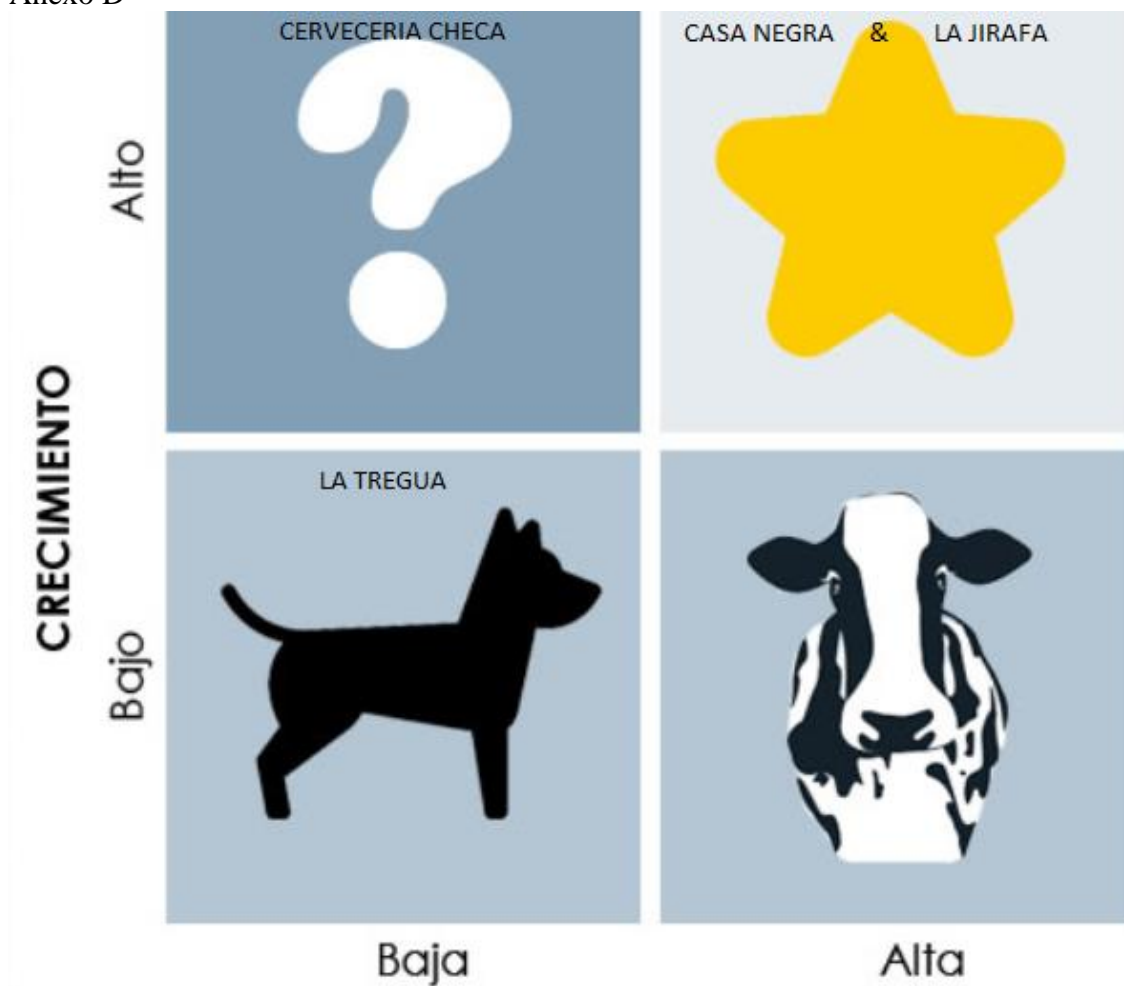 Anexo D
CERVECERIA CHECA
CASA NEGRA & LA JIRAFA
Alto
CRECIMIENTO
LA TREGUA
Bajo
Baja
Alta